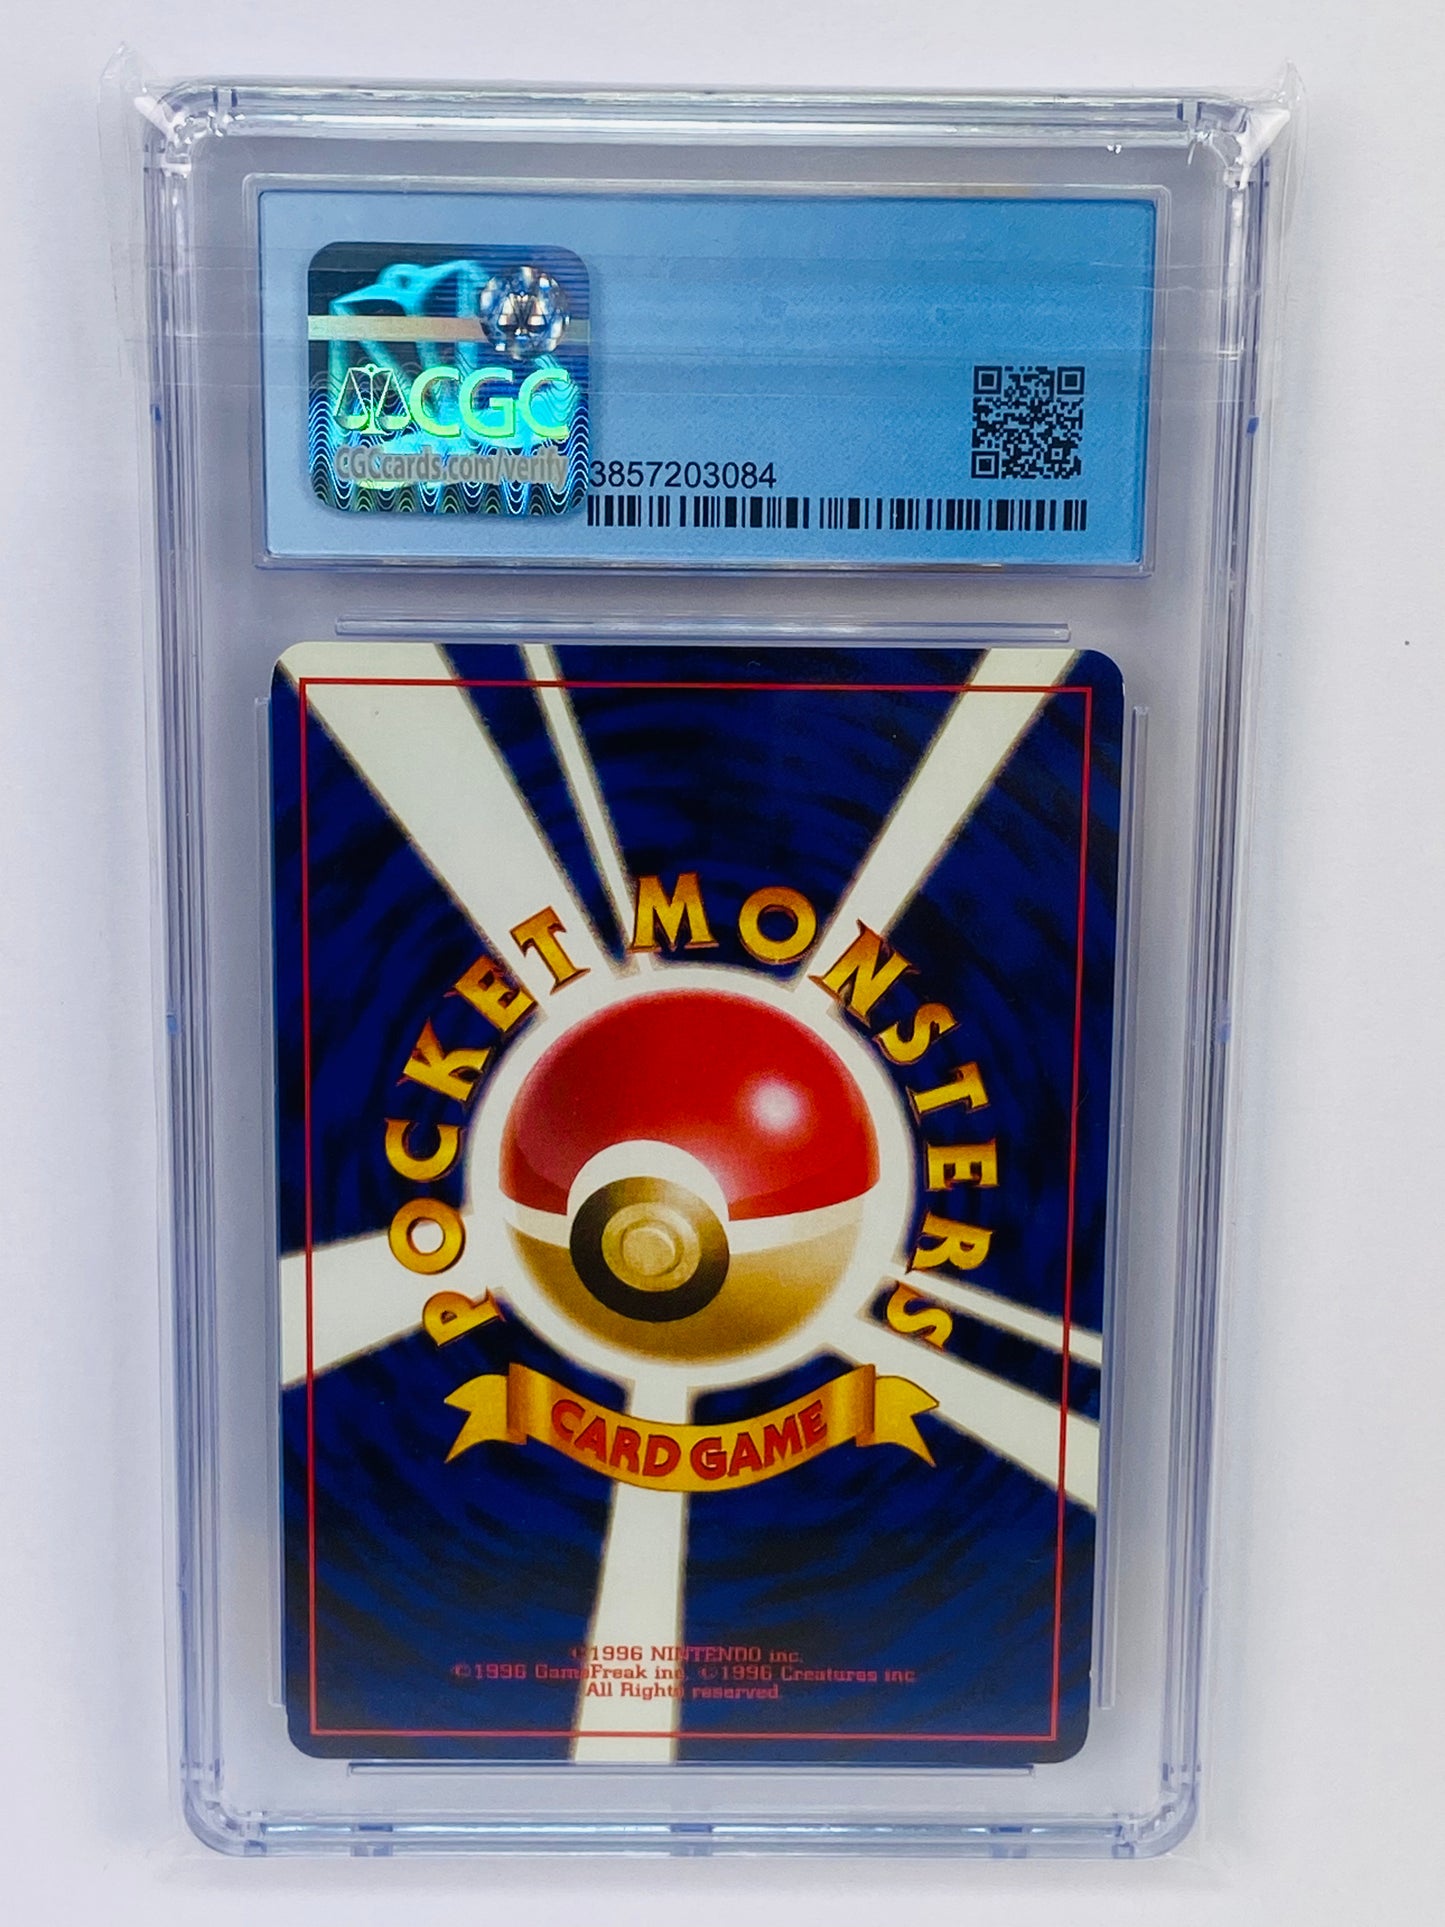 CGC
CGCcards.com/verify
3857203084
POCKET MONSTERS
CARD GAME
©1996 NINTENDO inc.
©1996 GameFreak inc. ©1996 Creatures inc
All Rights reserved.